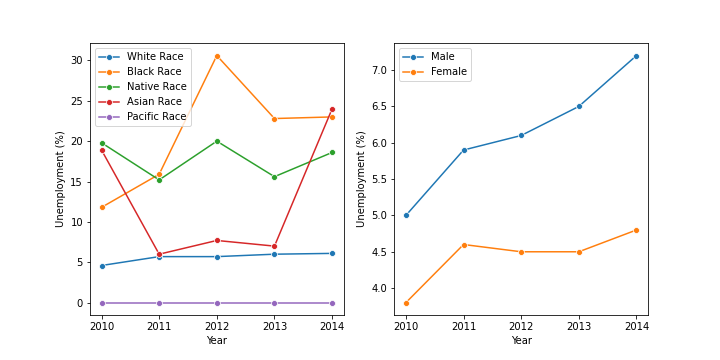 White Race
Black Race
Native Race
Asian Race
Pacific Race
30
25
20
15
10
5
0
Unemployment (%)
2010 2011 2012 2013 2014
Year
Male
Female
7.0
6.5
6.0
5.5
5.0
4.5
4.0
Unemployment (%)
2010 2011 2012 2013 2014
Year